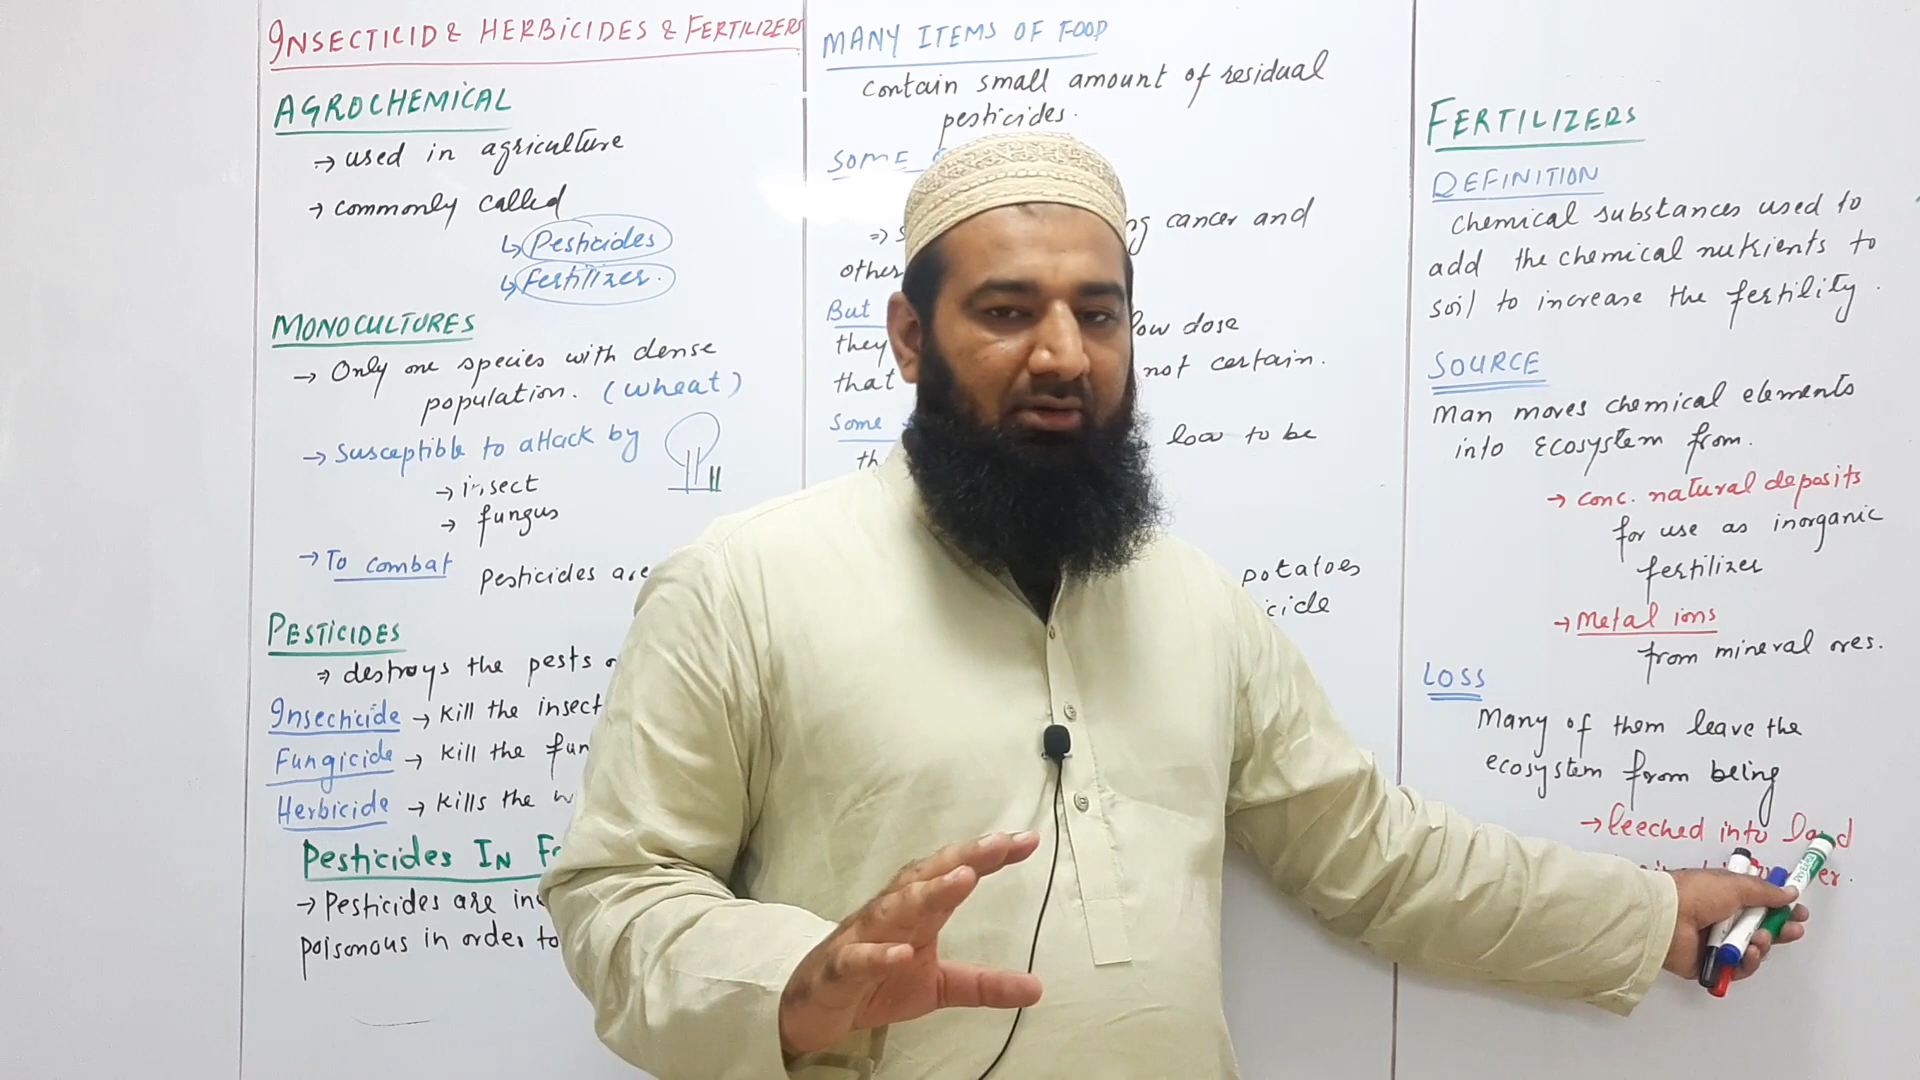 INSECTICID & HERBICIDES & FERTILIZERS
AGROCHEMICAL
→ used in agriculture
→ commonly called
↳ Pesticides
↳ Fertilizer.
MONOCULTURES
→ Only one species with dense
population. (wheat)
→ Susceptible to attack by
→ insect
→ fungus
→ To combat pesticides are
PESTICIDES
⇒ destroys the pests
Insecticide → kill the insect
Fungicide → kill the
Herbicide → kills the
Pesticides IN
→ Pesticides are
poisonous in order to
MANY ITEMS OF FOOD
contain small amount of residual
pesticides.
SOME
cancer and
other
But low dose
they not certain.
that
Some low to be
potatoes
FERTILIZERS
DEFINITION
chemical substances used to
add the chemical nutrients to
soil to increase the fertility.
SOURCE
Man moves chemical elements
into Ecosystem from.
→ conc. natural deposits
for use as inorganic
fertilizer
→ Metal ions
from mineral ores.
LOSS
Many of them leave the
ecosystem from being
→ leeched into land